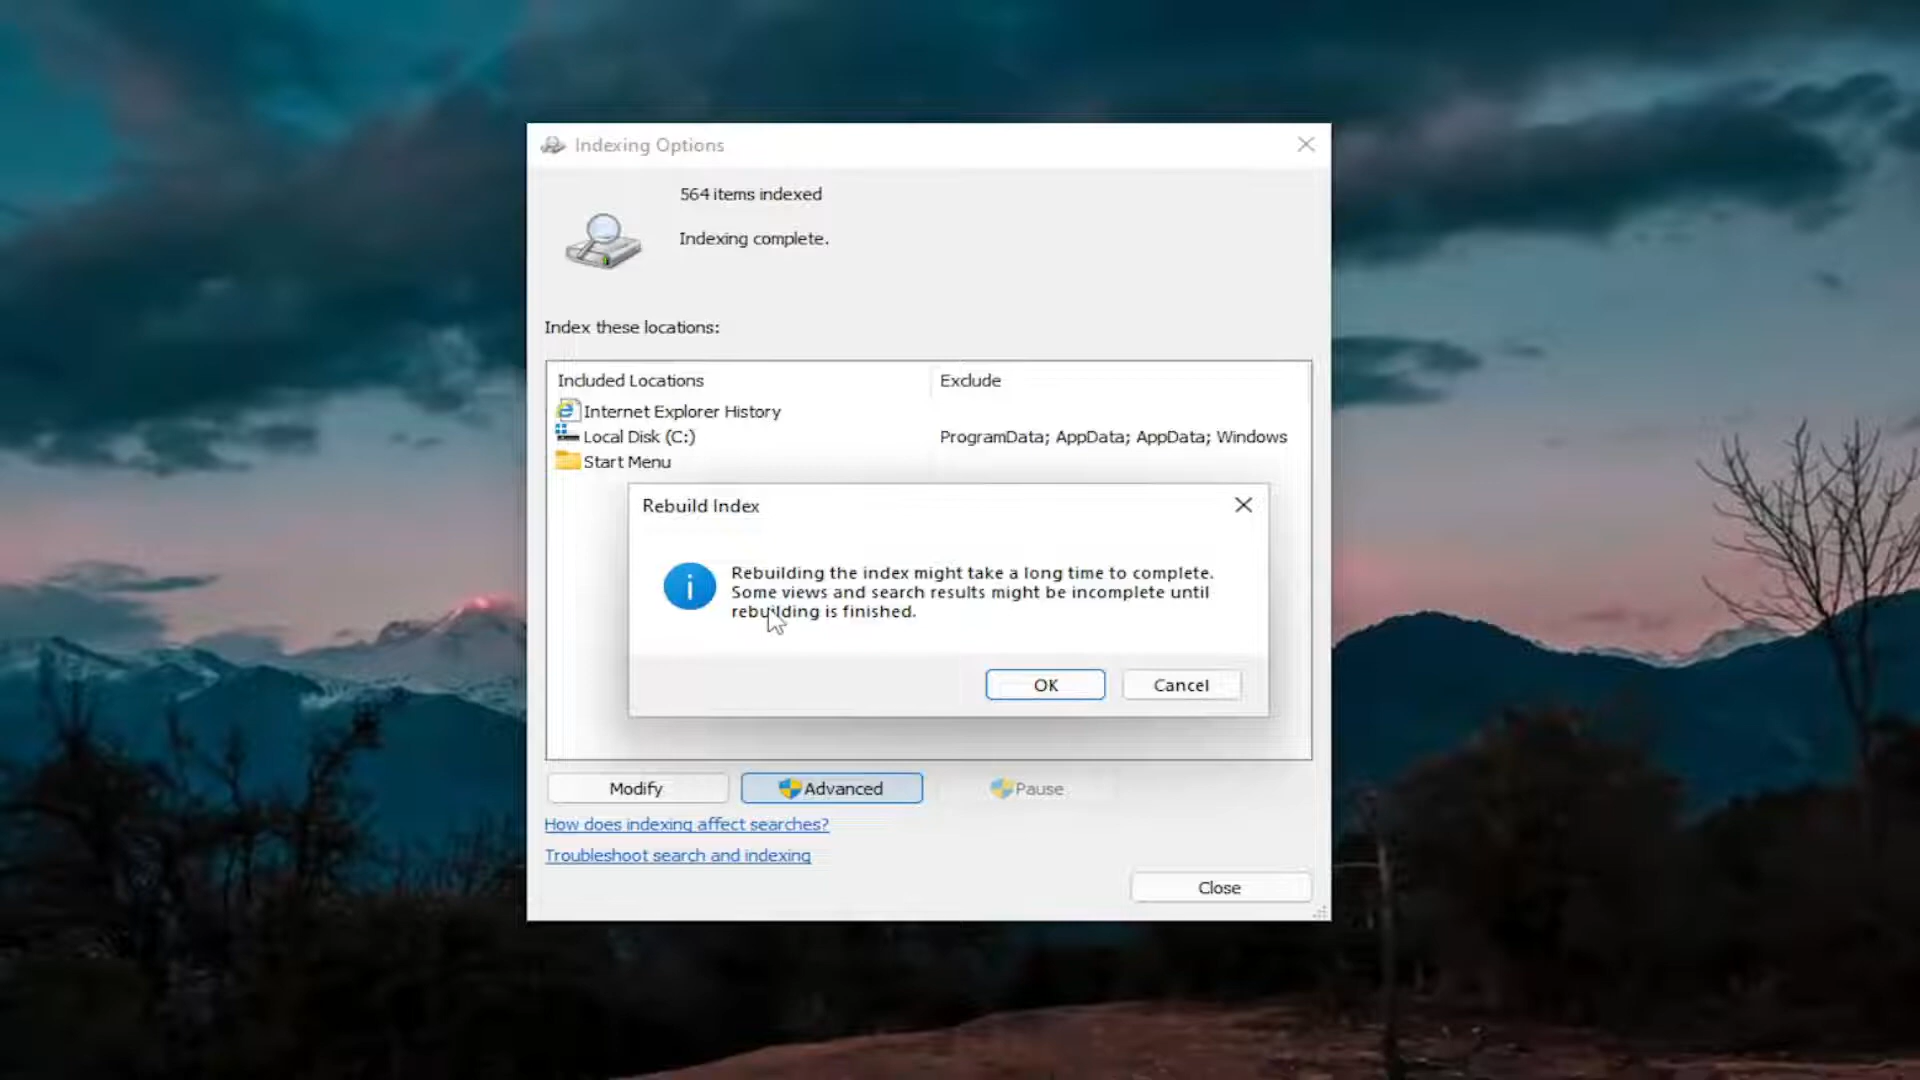 Indexing Options
564 items indexed
Indexing complete.
Index these locations:
Included Locations
Exclude
Internet Explorer History
Local Disk (C:)
ProgramData; AppData; AppData; Windows
Start Menu
Rebuild Index
Rebuilding the index might take a long time to complete.
Some views and search results might be incomplete until
rebuilding is finished.
OK
Cancel
Modify
Advanced
Pause
How does indexing affect searches?
Troubleshoot search and indexing
Close